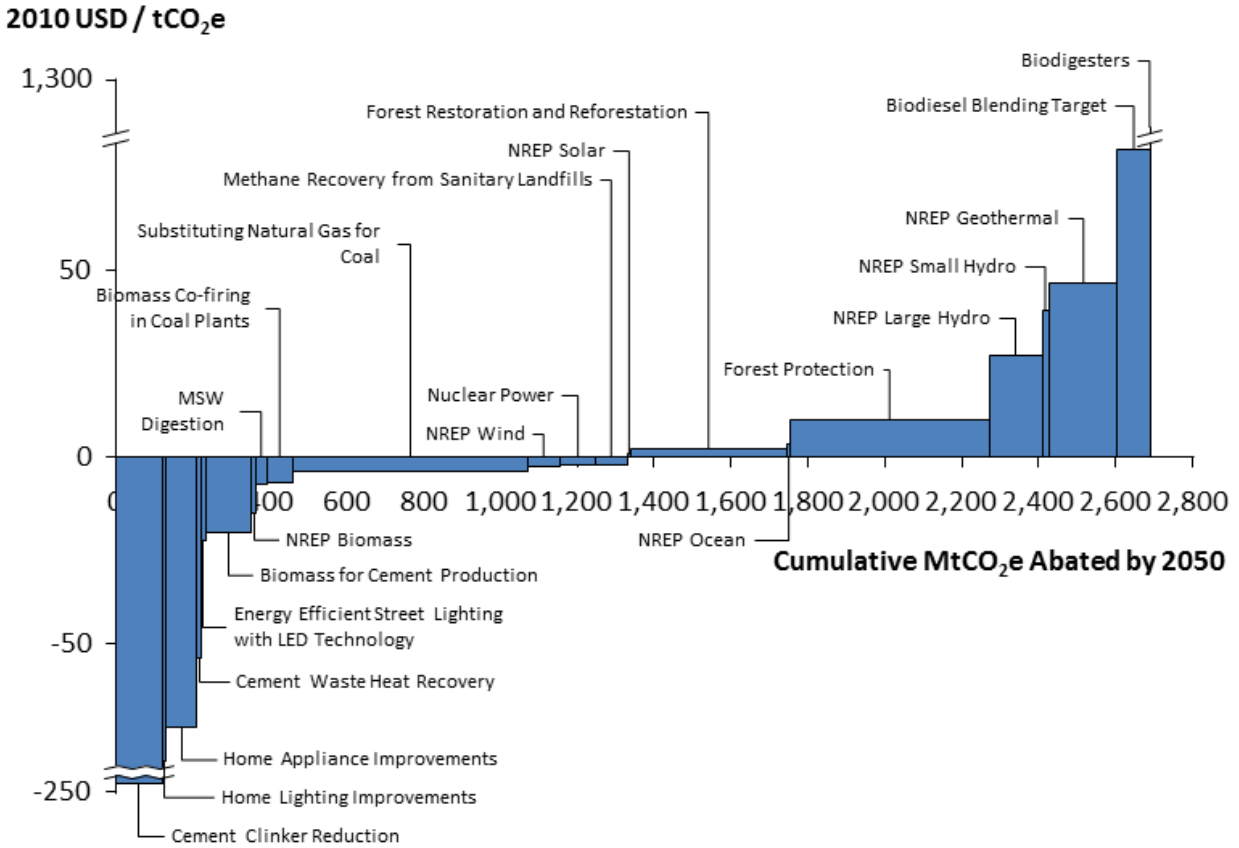 2010 USD / tCO₂e
Biodigesters
1,300
Biodiesel Blending Target
Forest Restoration and Reforestation
NREP Solar
Methane Recovery from Sanitary Landfills
NREP Geothermal
Substituting Natural Gas for
Coal
50
NREP Small Hydro
Biomass Co-firing
in Coal Plants
NREP Large Hydro
Forest Protection
MSW
Digestion
Nuclear Power
NREP Wind
0
0 400 600 800 1,000 1,200 1,400 1,600 1,800 2,000 2,200 2,400 2,600 2,800
NREP Biomass
NREP Ocean
Cumulative MtCO₂e Abated by 2050
Biomass for Cement Production
Energy Efficient Street Lighting
with LED Technology
-50
Cement Waste Heat Recovery
Home Appliance Improvements
-250
Home Lighting Improvements
Cement Clinker Reduction